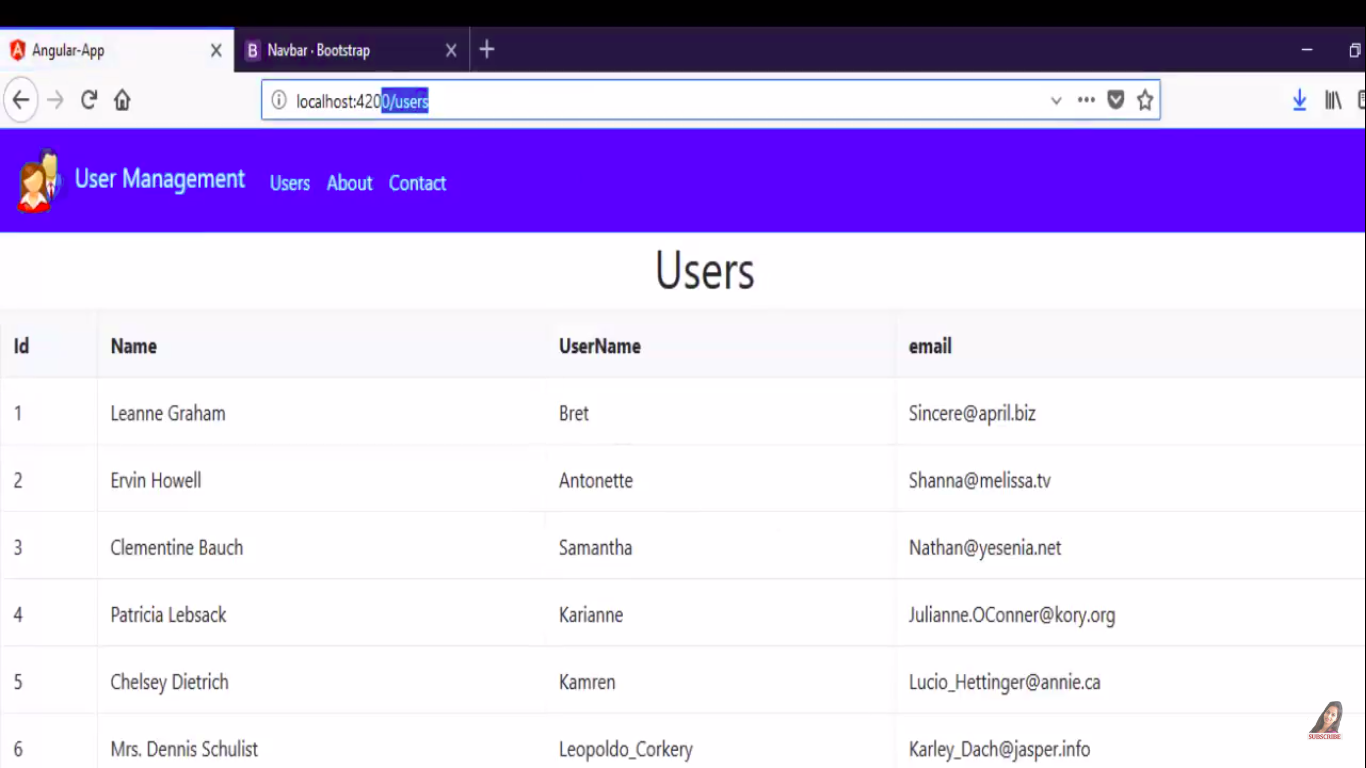 Angular-App
Navbar · Bootstrap
localhost:4200/users
User Management Users About Contact
Users
Id Name UserName email
1 Leanne Graham Bret Sincere@april.biz
2 Ervin Howell Antonette Shanna@melissa.tv
3 Clementine Bauch Samantha Nathan@yesenia.net
4 Patricia Lebsack Karianne Julianne.OConner@kory.org
5 Chelsey Dietrich Kamren Lucio_Hettinger@annie.ca
6 Mrs. Dennis Schulist Leopoldo_Corkery Karley_Dach@jasper.info
SUBSCRIBE